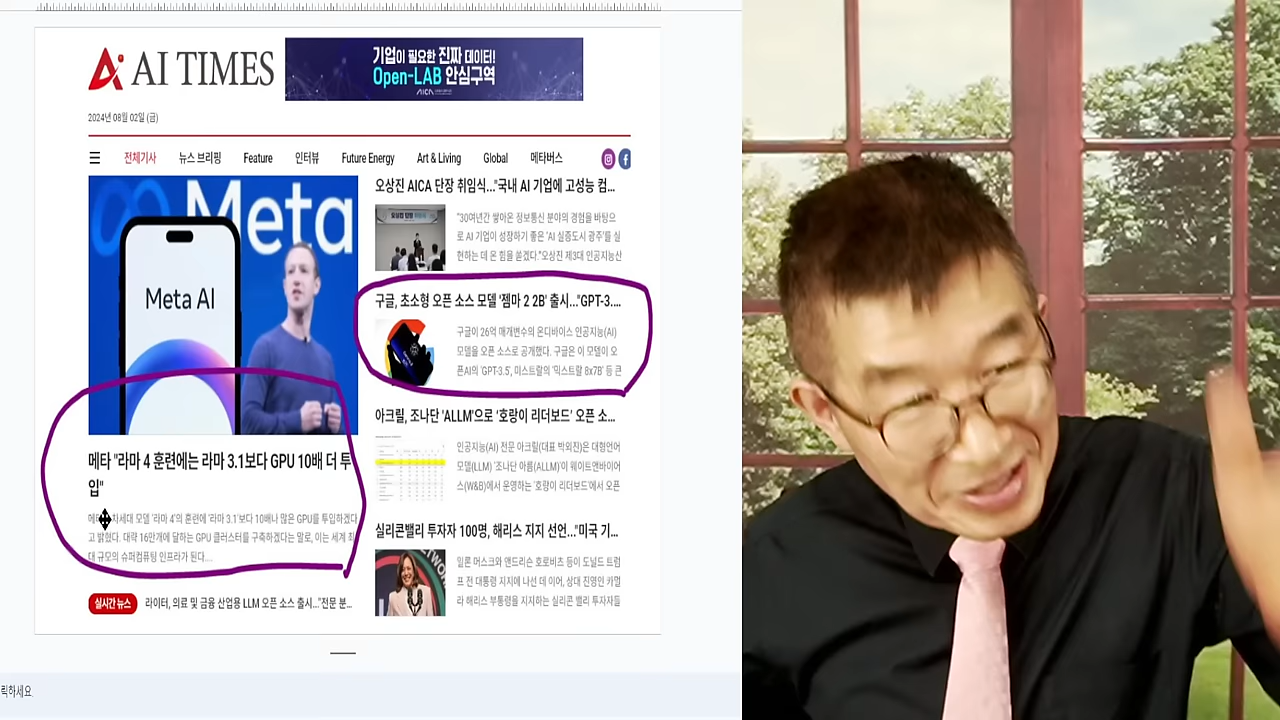 AI TIMES
기업이 필요한 진짜 데이터!
Open-LAB 안심구역
AICA
2024년 08월 02일 (금)
전체기사 뉴스 브리핑 Feature 인터뷰 Future Energy Art & Living Global 메타버스
Meta
Meta AI
메타 "라마 4 훈련에는 라마 3.1보다 GPU 10배 더 투
입"
차세대 모델 '라마 4'의 훈련에 '라마 3.1'보다 10배나 많은 GPU를 투입하겠다
고 밝혔다. 대략 16만개에 달하는 GPU 클러스터를 구축하겠다는 말로, 이는 세계 최
대 규모의 슈퍼컴퓨팅 인프라가 된다....
실시간 뉴스 라이터, 의료 및 금융 산업용 LLM 오픈 소스 출시..."전문 분...
오상진 AICA 단장 취임식..."국내 AI 기업에 고성능 컴...
"30여년간 쌓아온 정보통신 분야의 경험을 바탕으
로 AI 기업이 성장하기 좋은 'AI 실증도시 광주'를 실
현하는 데 온 힘을 쏟겠다."오상진 제3대 인공지능산
구글, 초소형 오픈 소스 모델 '젬마 2 2B' 출시..."GPT-3....
구글이 26억 매개변수의 온디바이스 인공지능(AI)
모델을 오픈 소스로 공개했다. 구글은 이 모델이 오
픈AI의 'GPT-3.5', 미스트랄의 '믹스트랄 8x7B' 등 큰
아크릴, 조나단 'ALLM'으로 '호랑이 리더보드' 오픈 소...
인공지능(AI) 전문 아크릴(대표 박외진)은 대형언어
모델(LLM) '조나단 아름(ALLM)'이 웨이트앤바이어
스(W&B)에서 운영하는 '호랑이 리더보드'에서 오픈
실리콘밸리 투자자 100명, 해리스 지지 선언..."미국 기...
일론 머스크와 앤드리슨 호로비츠 등이 도널드 트럼
프 전 대통령 지지에 나선 데 이어, 상대 진영인 카멀
라 해리스 부통령을 지지하는 실리콘 밸리 투자자들
릭하세요